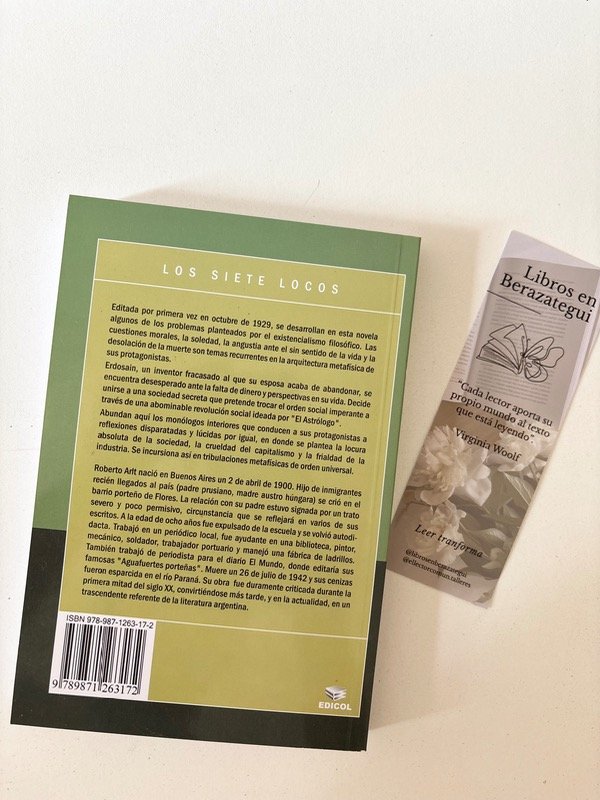 LOS SIETE LOCOS
Editada por primera vez en octubre de 1929, se desarrollan en esta novela
algunos de los problemas planteados por el existencialismo filosófico. Las
cuestiones morales, la soledad, la angustia ante el sin sentido de la vida y la
desolación de la muerte son temas recurrentes en la arquitectura metafísica de
sus protagonistas.
Erdosain, un inventor fracasado al que su esposa acaba de abandonar, se
encuentra desesperado ante la falta de dinero y perspectivas en su vida. Decide
unirse a una sociedad secreta que pretende trocar el orden social imperante a
través de una abominable revolución social ideada por "El Astrólogo".
Abundan aquí los monólogos interiores que conducen a sus protagonistas a
reflexiones disparatadas y lúcidas por igual, en donde se plantea la locura
absoluta de la sociedad, la crueldad del capitalismo y la frialdad de la
industria. Se incursiona así en tribulaciones metafísicas de orden universal.
Roberto Arlt nació en Buenos Aires un 2 de abril de 1900. Hijo de inmigrantes
recién llegados al país (padre prusiano, madre austro húngara) se crió en el
barrio porteño de Flores. La relación con su padre estuvo signada por un trato
severo y poco permisivo, circunstancia que se reflejará en varios de sus
escritos. A la edad de ocho años fue expulsado de la escuela y se volvió autodi-
dacta. Trabajó en un periódico local, fue ayudante en una biblioteca, pintor,
mecánico, soldador, trabajador portuario y manejó una fábrica de ladrillos.
También trabajó de periodista para el diario El Mundo, donde editaría sus
famosas "Aguafuertes porteñas". Muere un 26 de julio de 1942 y sus cenizas
fueron esparcida en el río Paraná. Su obra fue duramente criticada durante la
primera mitad del siglo XX, convirtiéndose más tarde, y en la actualidad, en un
trascendente referente de la literatura argentina.
ISBN 978-987-1263-17-2
9 789871 263172
EDICOL
Libros en
Berazategui
"Cada lector aporta su
propio mundo al texto
que está leyendo".
Virginia Woolf
Leer tranforma
@librosenberazategui
@ellectorcomun.talleres